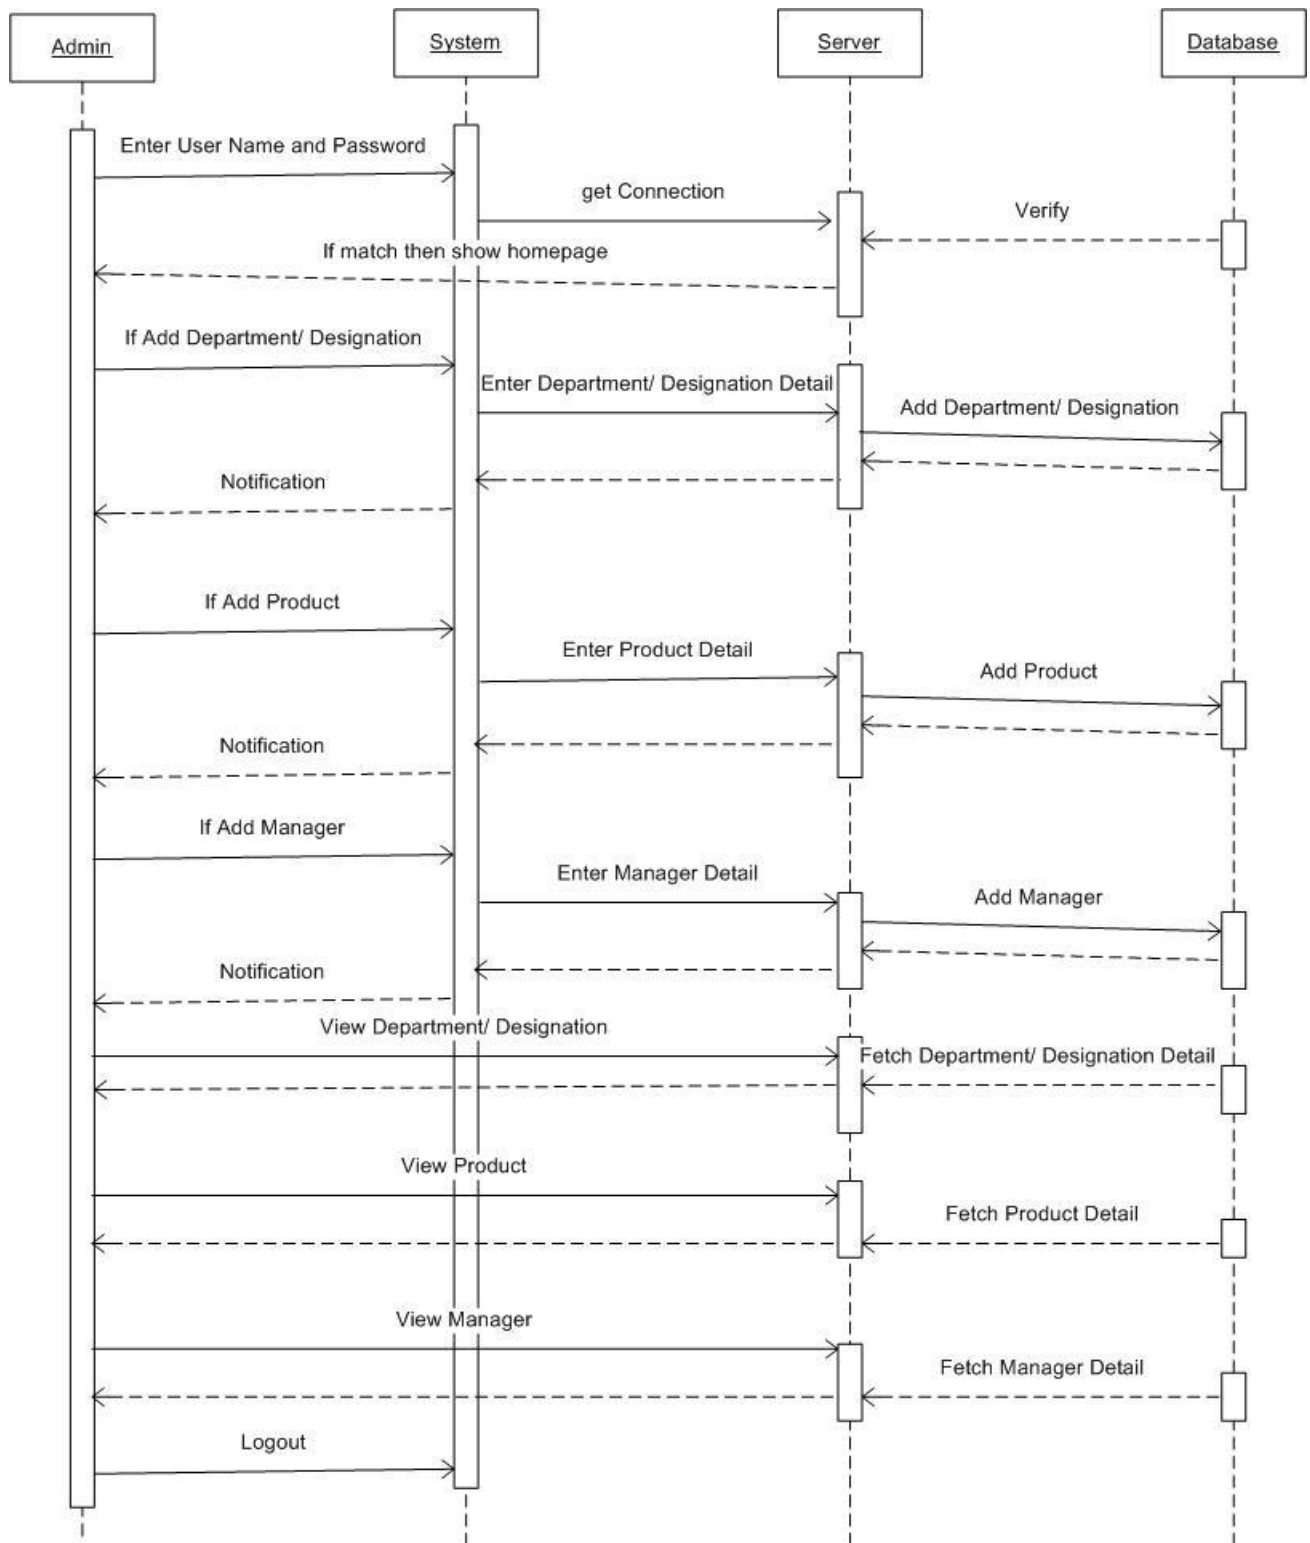 Admin
System
Server
Database
Enter User Name and Password
get Connection
Verify
If match then show homepage
If Add Department/ Designation
Enter Department/ Designation Detail
Add Department/ Designation
Notification
If Add Product
Enter Product Detail
Add Product
Notification
If Add Manager
Enter Manager Detail
Add Manager
Notification
View Department/ Designation
Fetch Department/ Designation Detail
View Product
Fetch Product Detail
View Manager
Fetch Manager Detail
Logout